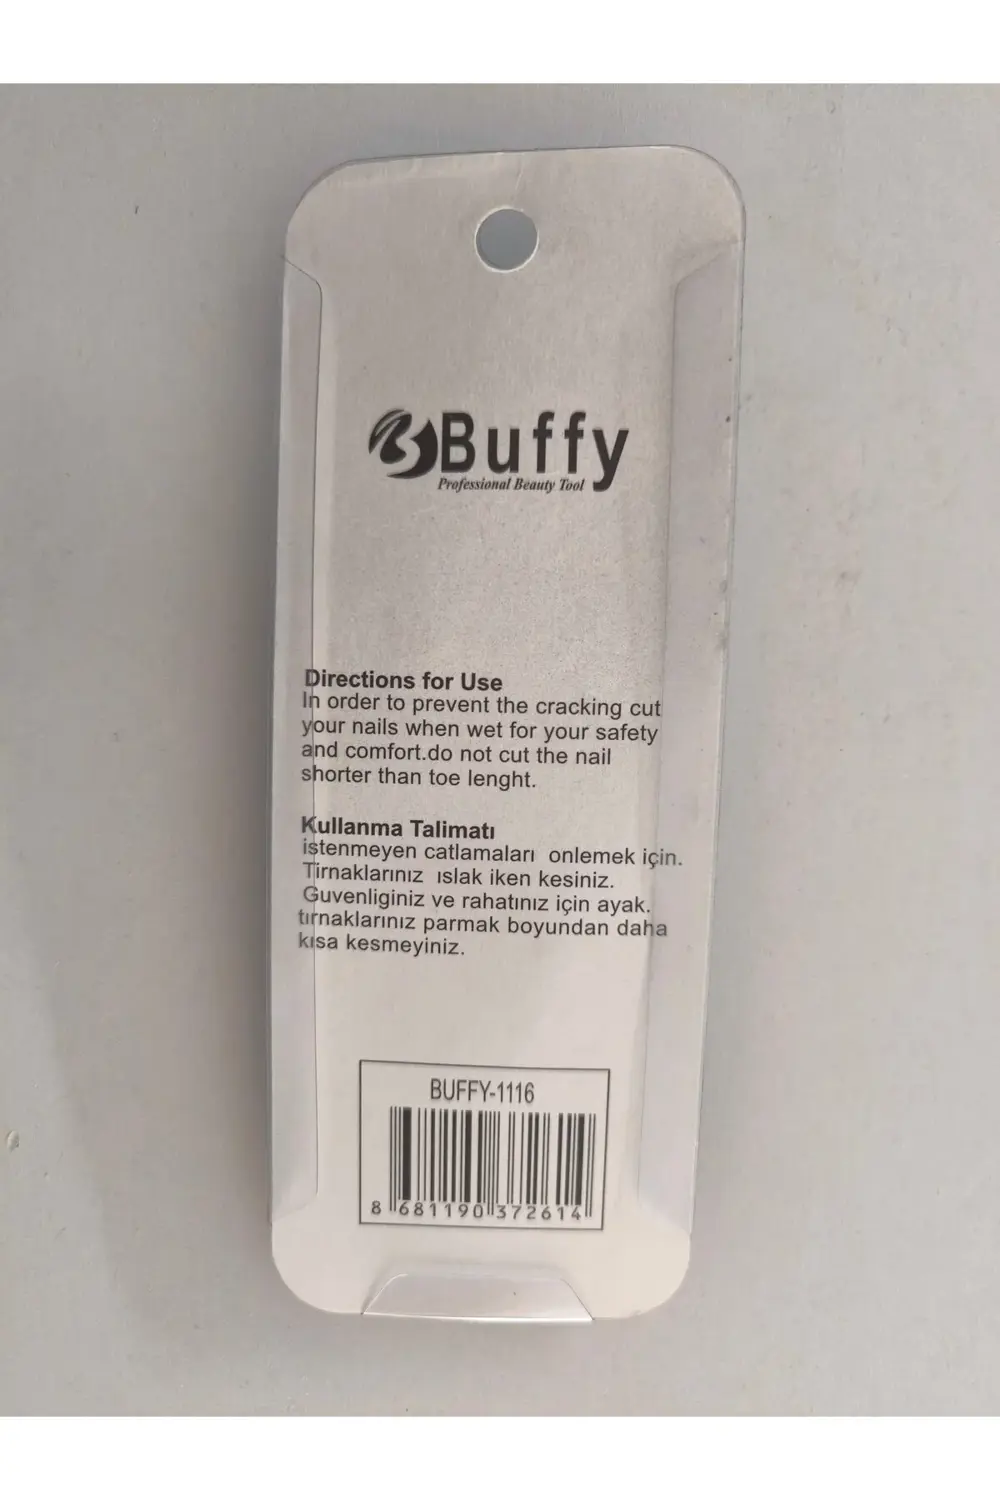 Buffy
Professional Beauty Tool
Directions for Use
In order to prevent the cracking cut
your nails when wet for your safety
and comfort.do not cut the nail
shorter than toe lenght.
Kullanma Talimatı
istenmeyen catlamaları onlemek için.
Tirnaklarınız ıslak iken kesiniz.
Guvenliginiz ve rahatınız için ayak.
tırnaklarınız parmak boyundan daha
kısa kesmeyiniz.
BUFFY-1116
8 681190 372614